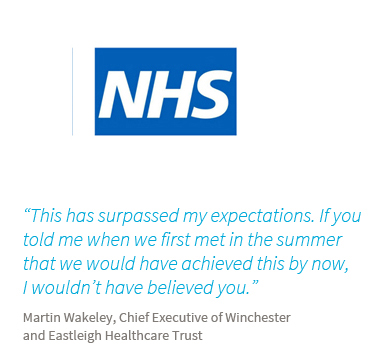 NHS
“This has surpassed my expectations. If you
told me when we first met in the summer
that we would have achieved this by now,
I wouldn’t have believed you.”
Martin Wakeley, Chief Executive of Winchester
and Eastleigh Healthcare Trust